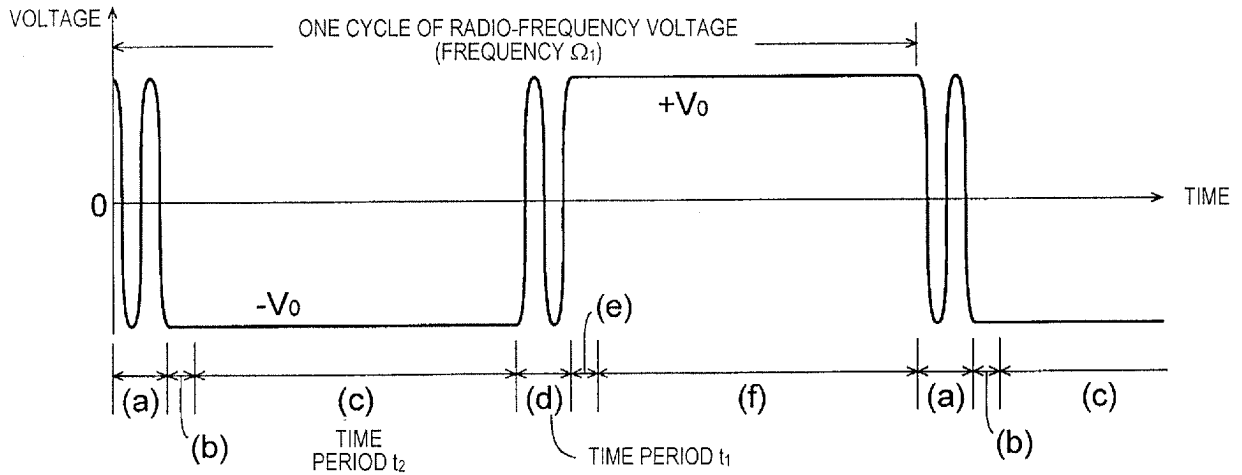 VOLTAGE
ONE CYCLE OF RADIO-FREQUENCY VOLTAGE
(FREQUENCY Ω1)
+V0
0
TIME
-V0
(e)
(a)
(c)
(d)
(f)
(a)
(c)
(b)
TIME
PERIOD t2
TIME PERIOD t1
(b)